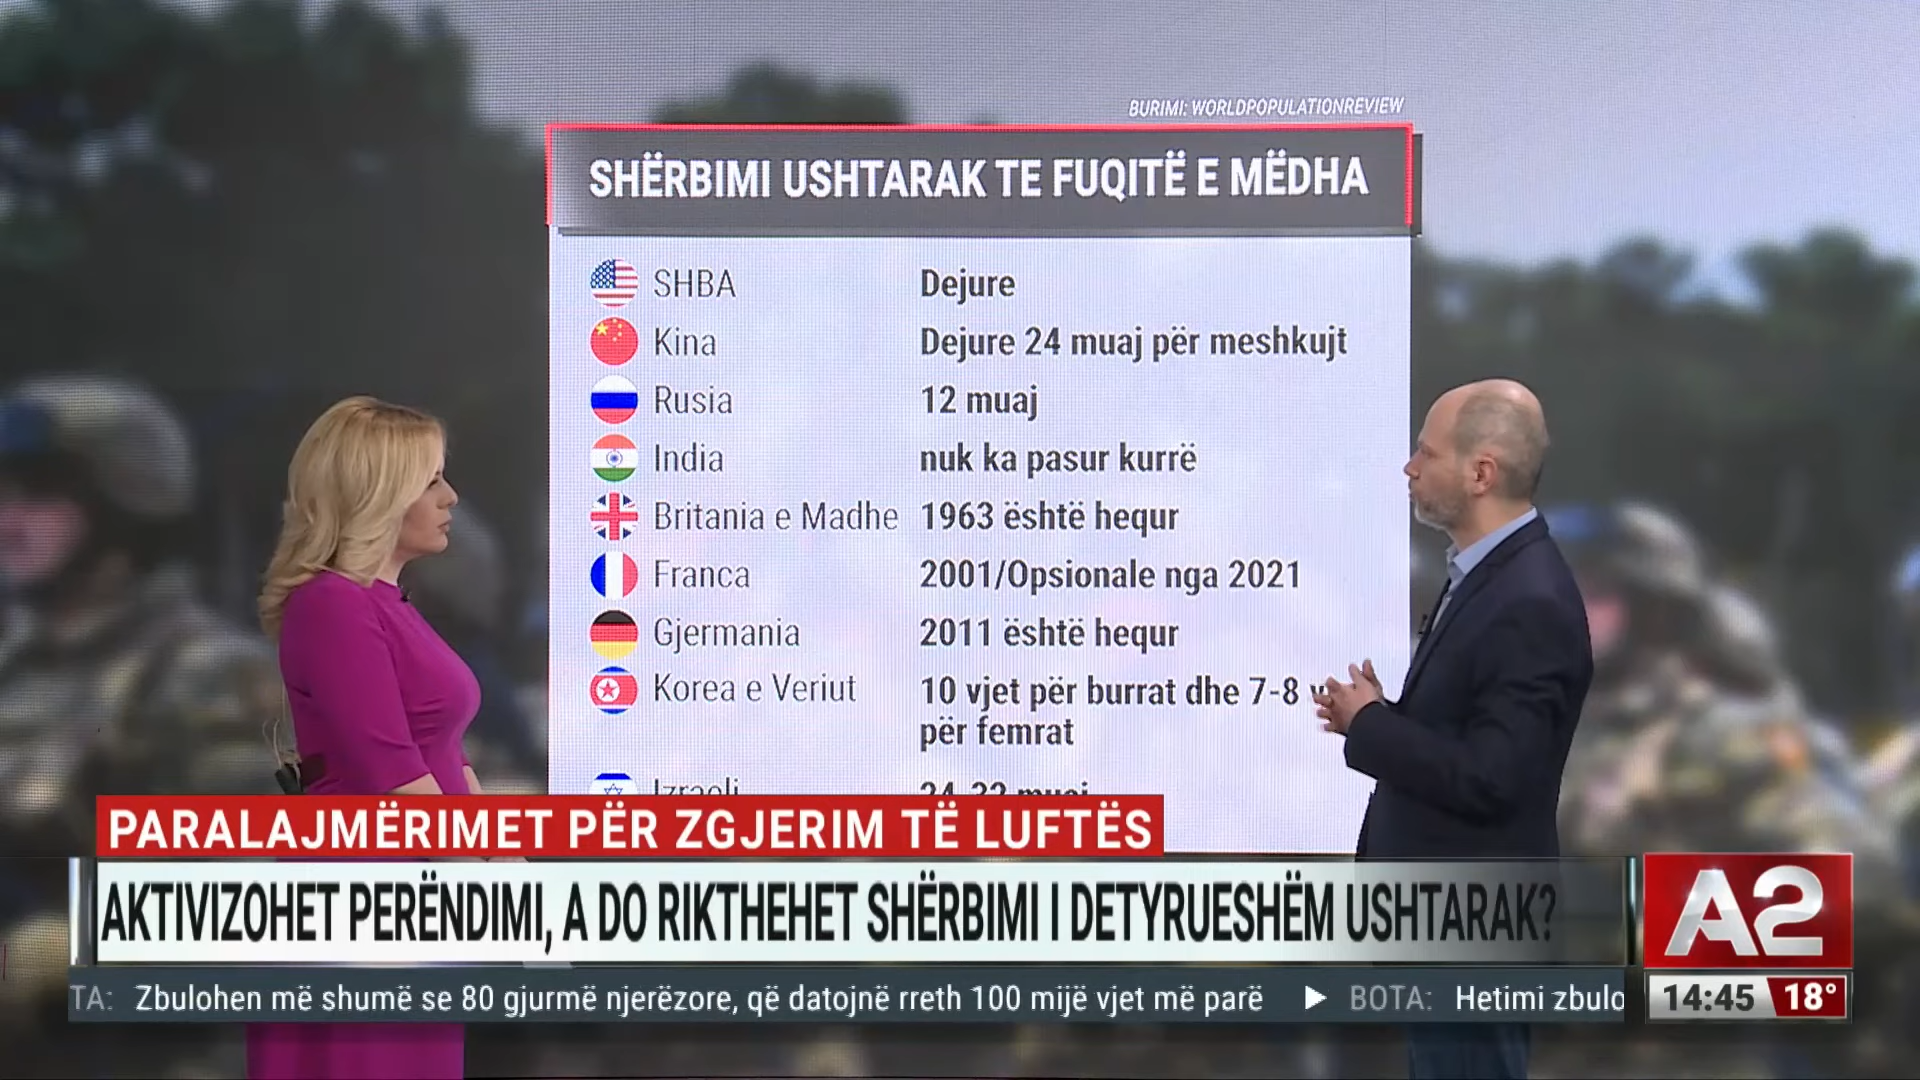 BURIMI: WORLDPOPULATIONREVIEW
SHËRBIMI USHTARAK TE FUQITË E MËDHA
SHBA Dejure
Kina Dejure 24 muaj për meshkujt
Rusia 12 muaj
India nuk ka pasur kurrë
Britania e Madhe 1963 është hequr
Franca 2001/Opsionale nga 2021
Gjermania 2011 është hequr
Korea e Veriut 10 vjet për burrat dhe 7-8
për femrat
Izraeli 24-32 muaj
PARALAJMËRIMET PËR ZGJERIM TË LUFTËS
AKTIVIZOHET PERËNDIMI, A DO RIKTHEHET SHËRBIMI I DETYRUESHËM USHTARAK?
A2
TA: Zbulohen më shumë se 80 gjurmë njerëzore, që datojnë rreth 100 mijë vjet më parë ▶ BOTA: Hetimi zbulo
14:45 18°